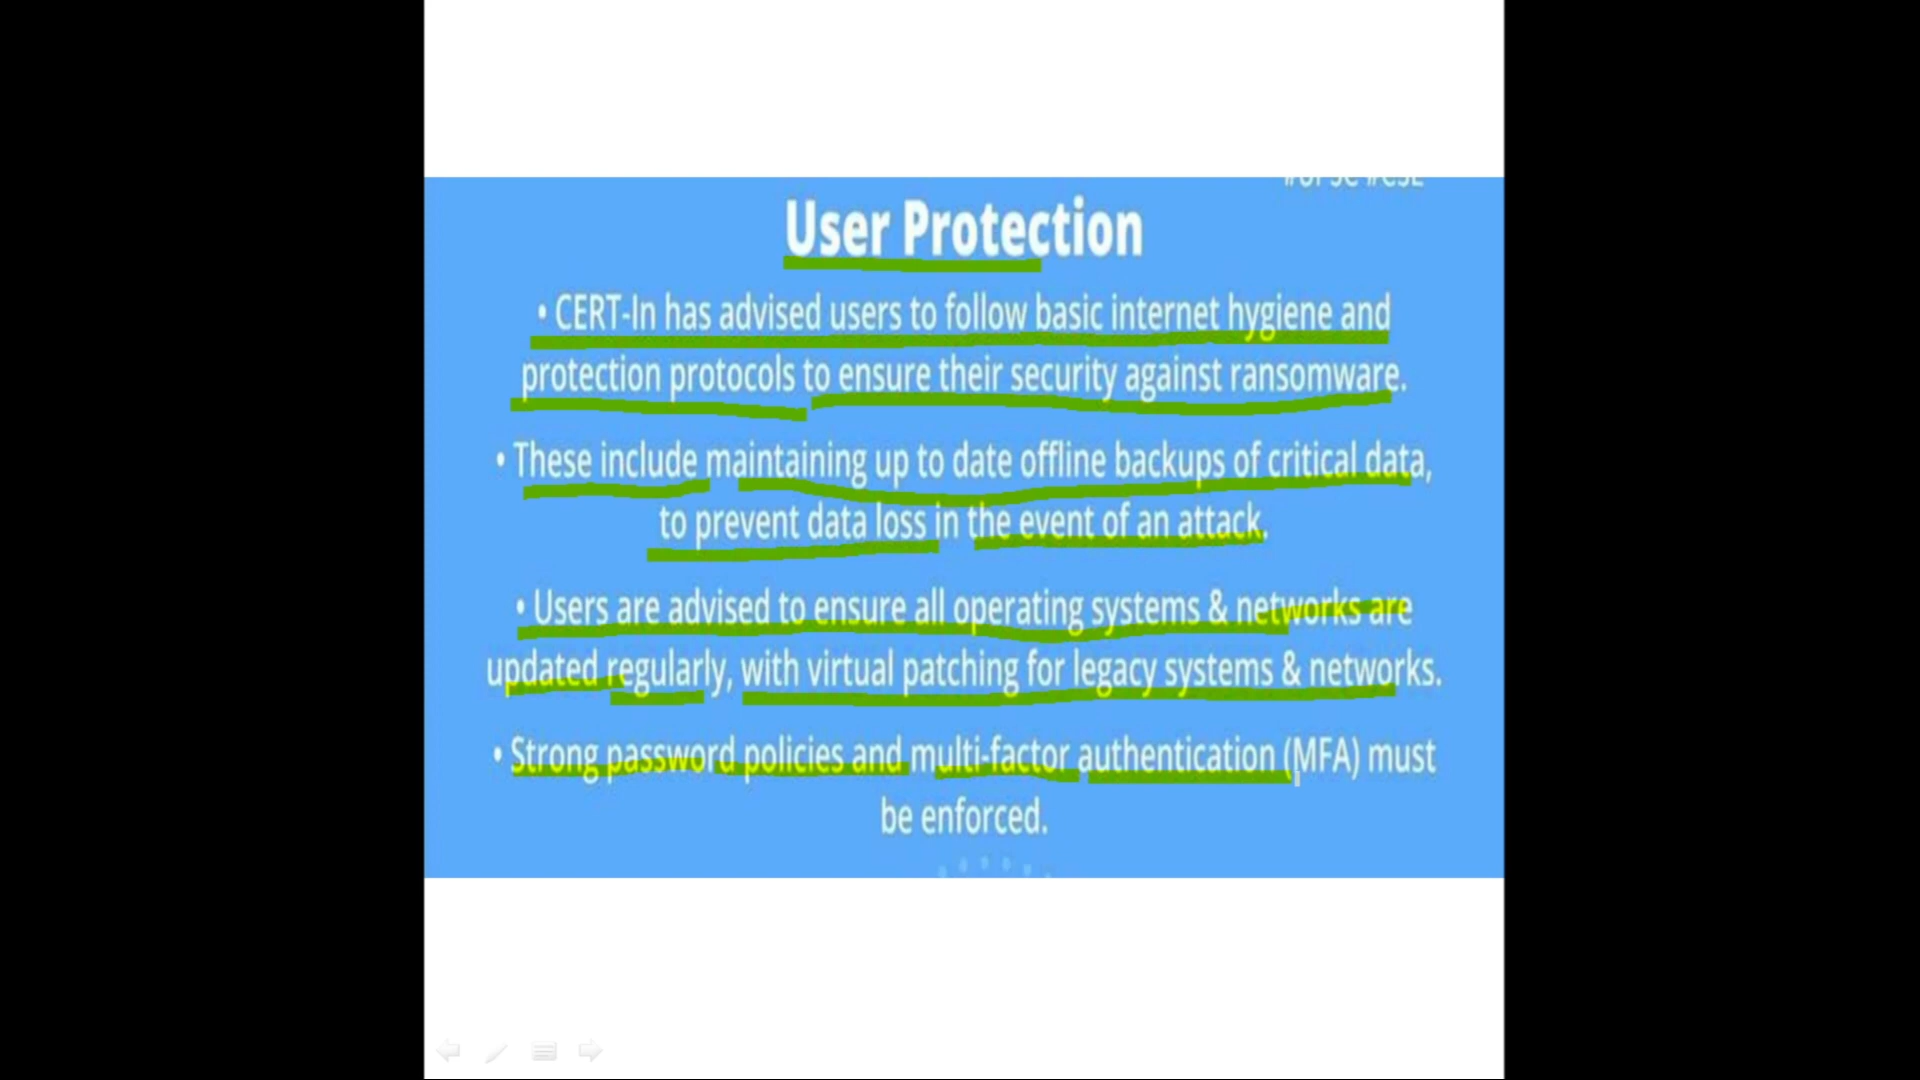 #UPSC #CSE
User Protection
• CERT-In has advised users to follow basic internet hygiene and
protection protocols to ensure their security against ransomware.
• These include maintaining up to date offline backups of critical data,
to prevent data loss in the event of an attack.
• Users are advised to ensure all operating systems & networks are
updated regularly, with virtual patching for legacy systems & networks.
• Strong password policies and multi-factor authentication (MFA) must
be enforced.